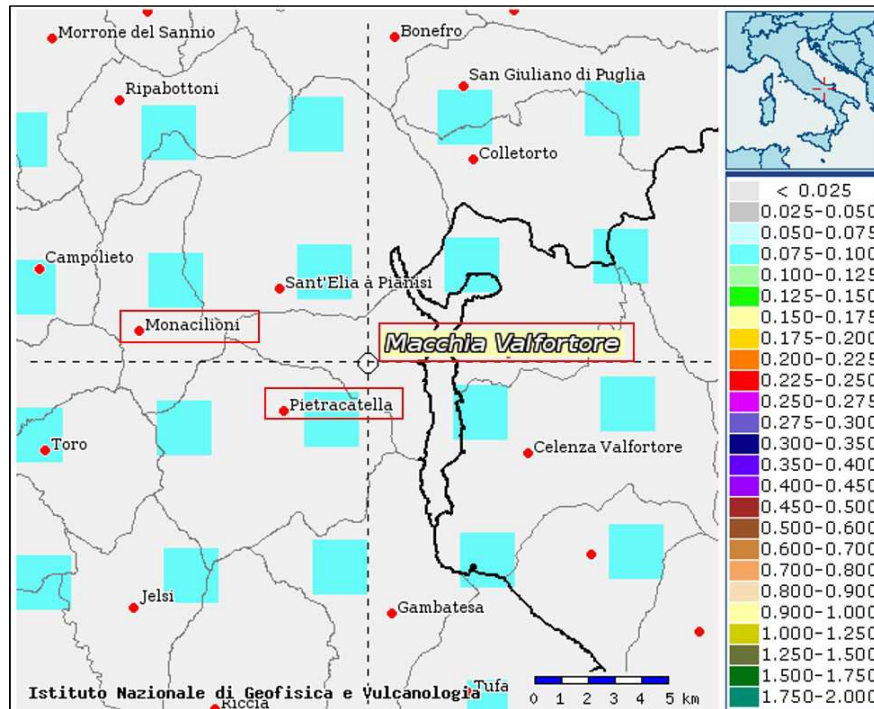 Morrone del Sannio
Bonefro
Ripabottoni
San Giuliano di Puglia
Colletorto
Campolieto
Sant'Elia a Pianisi
Monacilioni
Macchia Valfortore
Pietracatella
Toro
Celenza Valfortore
Jelsi
Gambatesa
Istituto Nazionale di Geofisica e Vulcanologia
Tufa
Riccia
0 1 2 3 4 5 km
< 0.025
0.025-0.050
0.050-0.075
0.075-0.100
0.100-0.125
0.125-0.150
0.150-0.175
0.175-0.200
0.200-0.225
0.225-0.250
0.250-0.275
0.275-0.300
0.300-0.350
0.350-0.400
0.400-0.450
0.450-0.500
0.500-0.600
0.600-0.700
0.700-0.800
0.800-0.900
0.900-1.000
1.000-1.250
1.250-1.500
1.500-1.750
1.750-2.000